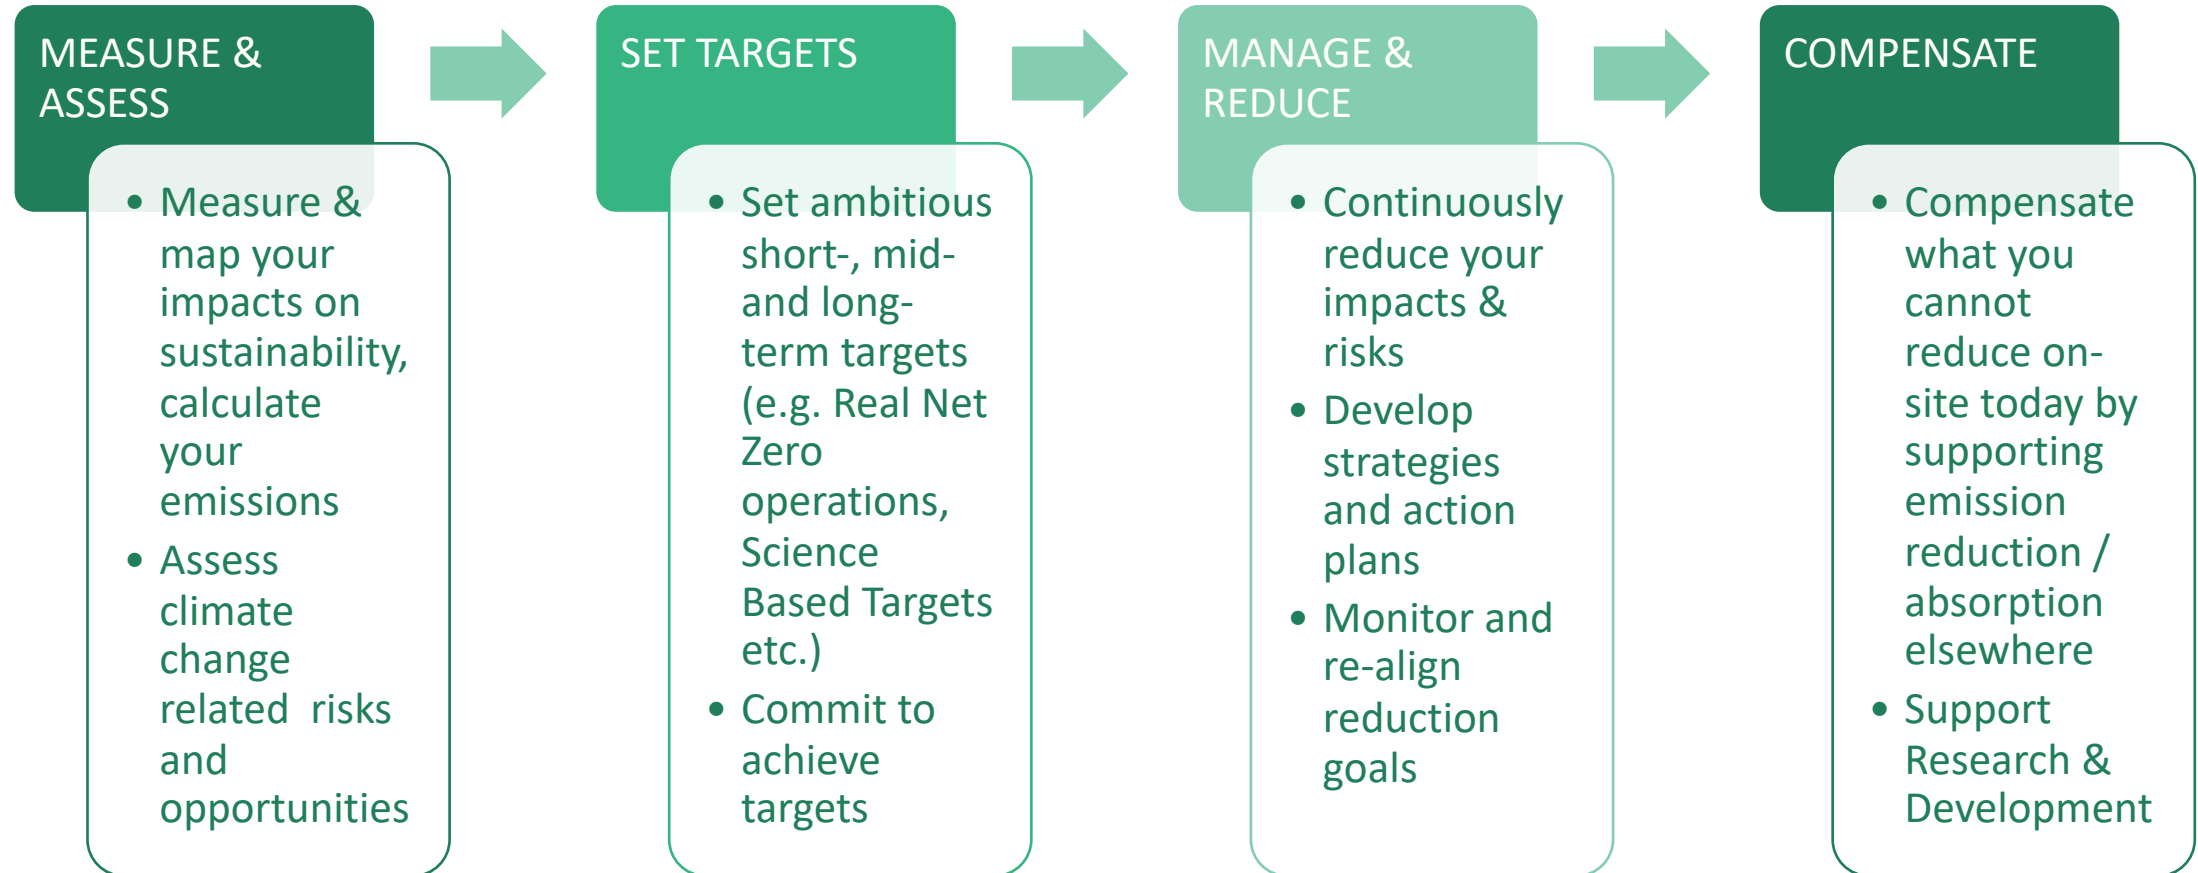 MEASURE &
ASSESS
• Measure &
map your
impacts on
sustainability,
calculate
your
emissions
• Assess
climate
change
related  risks
and
opportunities
SET TARGETS
• Set ambitious
short-, mid-
and long-
term targets
(e.g. Real Net
Zero
operations,
Science
Based Targets
etc.)
• Commit to
achieve
targets
MANAGE &
REDUCE
• Continuously
reduce your
impacts &
risks
• Develop
strategies
and action
plans
• Monitor and
re-align
reduction
goals
COMPENSATE
• Compensate
what you
cannot
reduce on-
site today by
supporting
emission
reduction /
absorption
elsewhere
• Support
Research &
Development